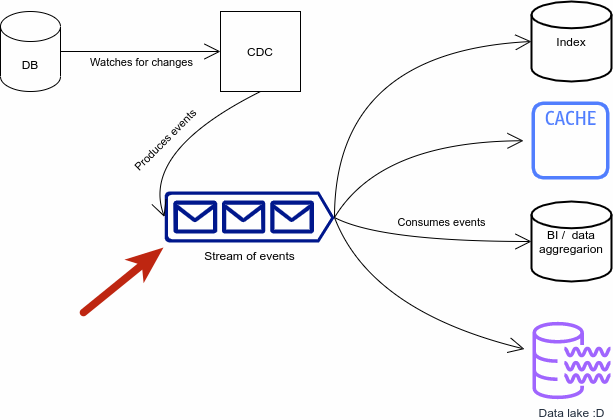 DB
Watches for changes
CDC
Produces events
Stream of events
Consumes events
Index
CACHE
BI / data
aggregarion
Data lake :D